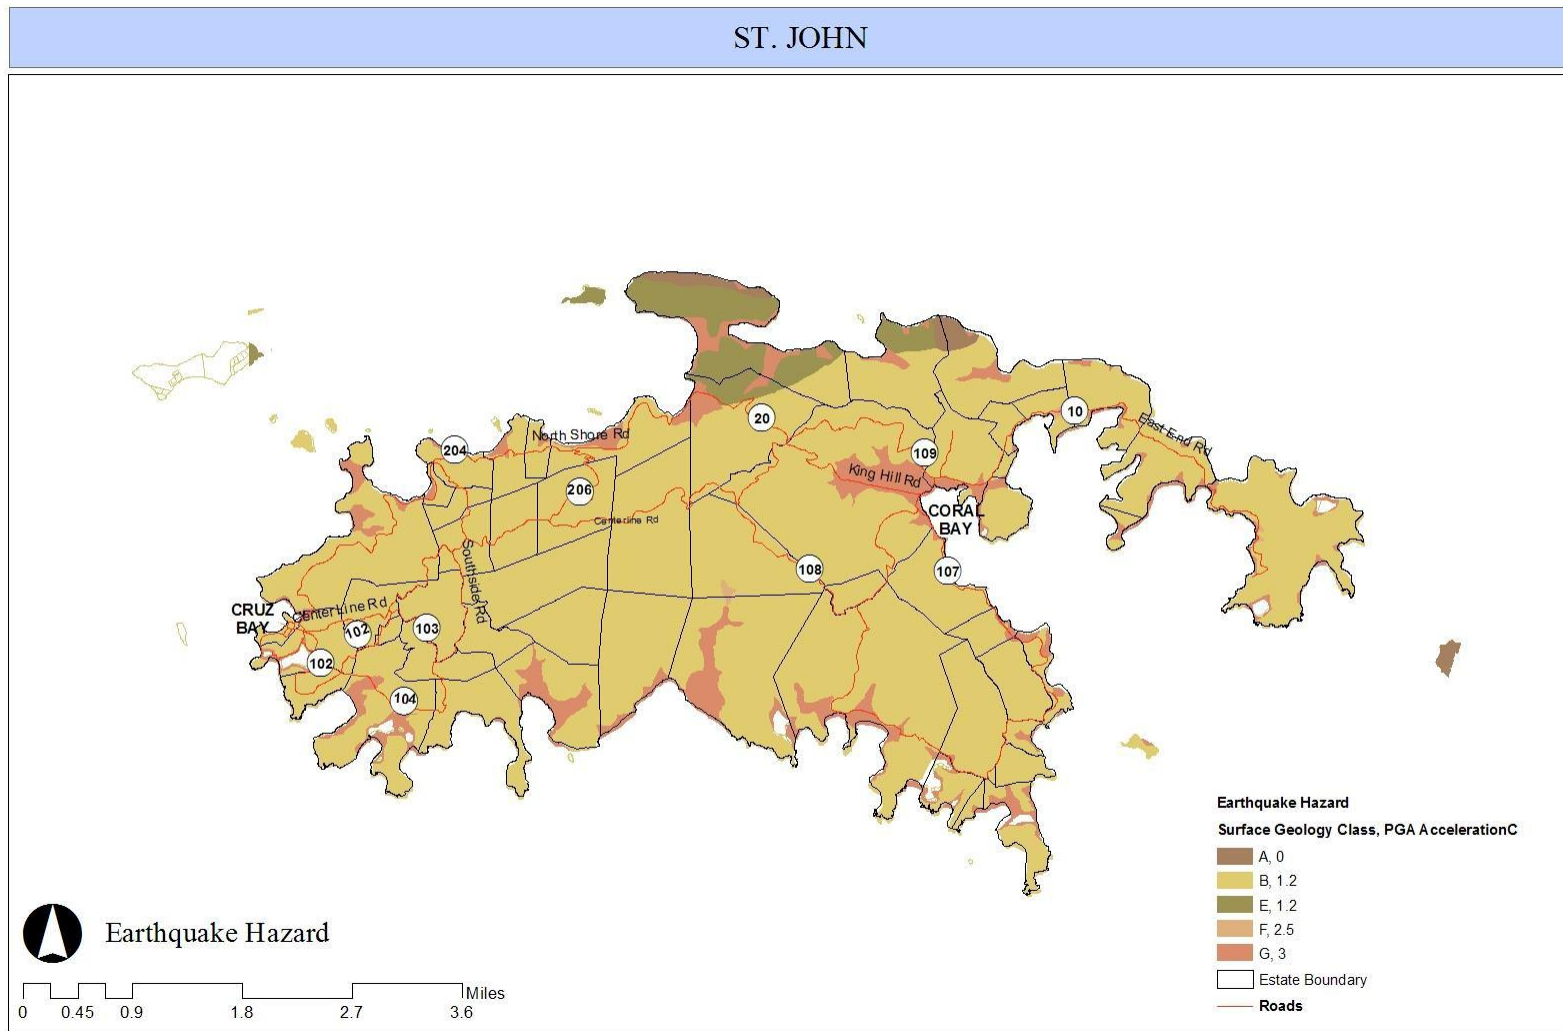 ST. JOHN
North Shore Rd
204
20
10
East End Rd
109
King Hill Rd
206
Centerline Rd
CORAL
BAY
Southside Rd
108
107
CRUZ
BAY
Center Line Rd
102
103
102
104
Earthquake Hazard
Surface Geology Class, PGA AccelerationC
A, 0
B, 1.2
E, 1.2
F, 2.5
G, 3
Estate Boundary
Roads
Earthquake Hazard
Miles
0 0.45 0.9 1.8 2.7 3.6